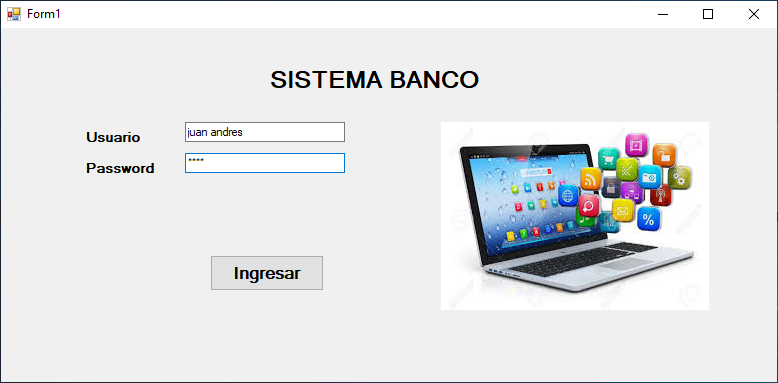 Form1
SISTEMA BANCO
Usuario
juan andres
Password
****
Ingresar
%